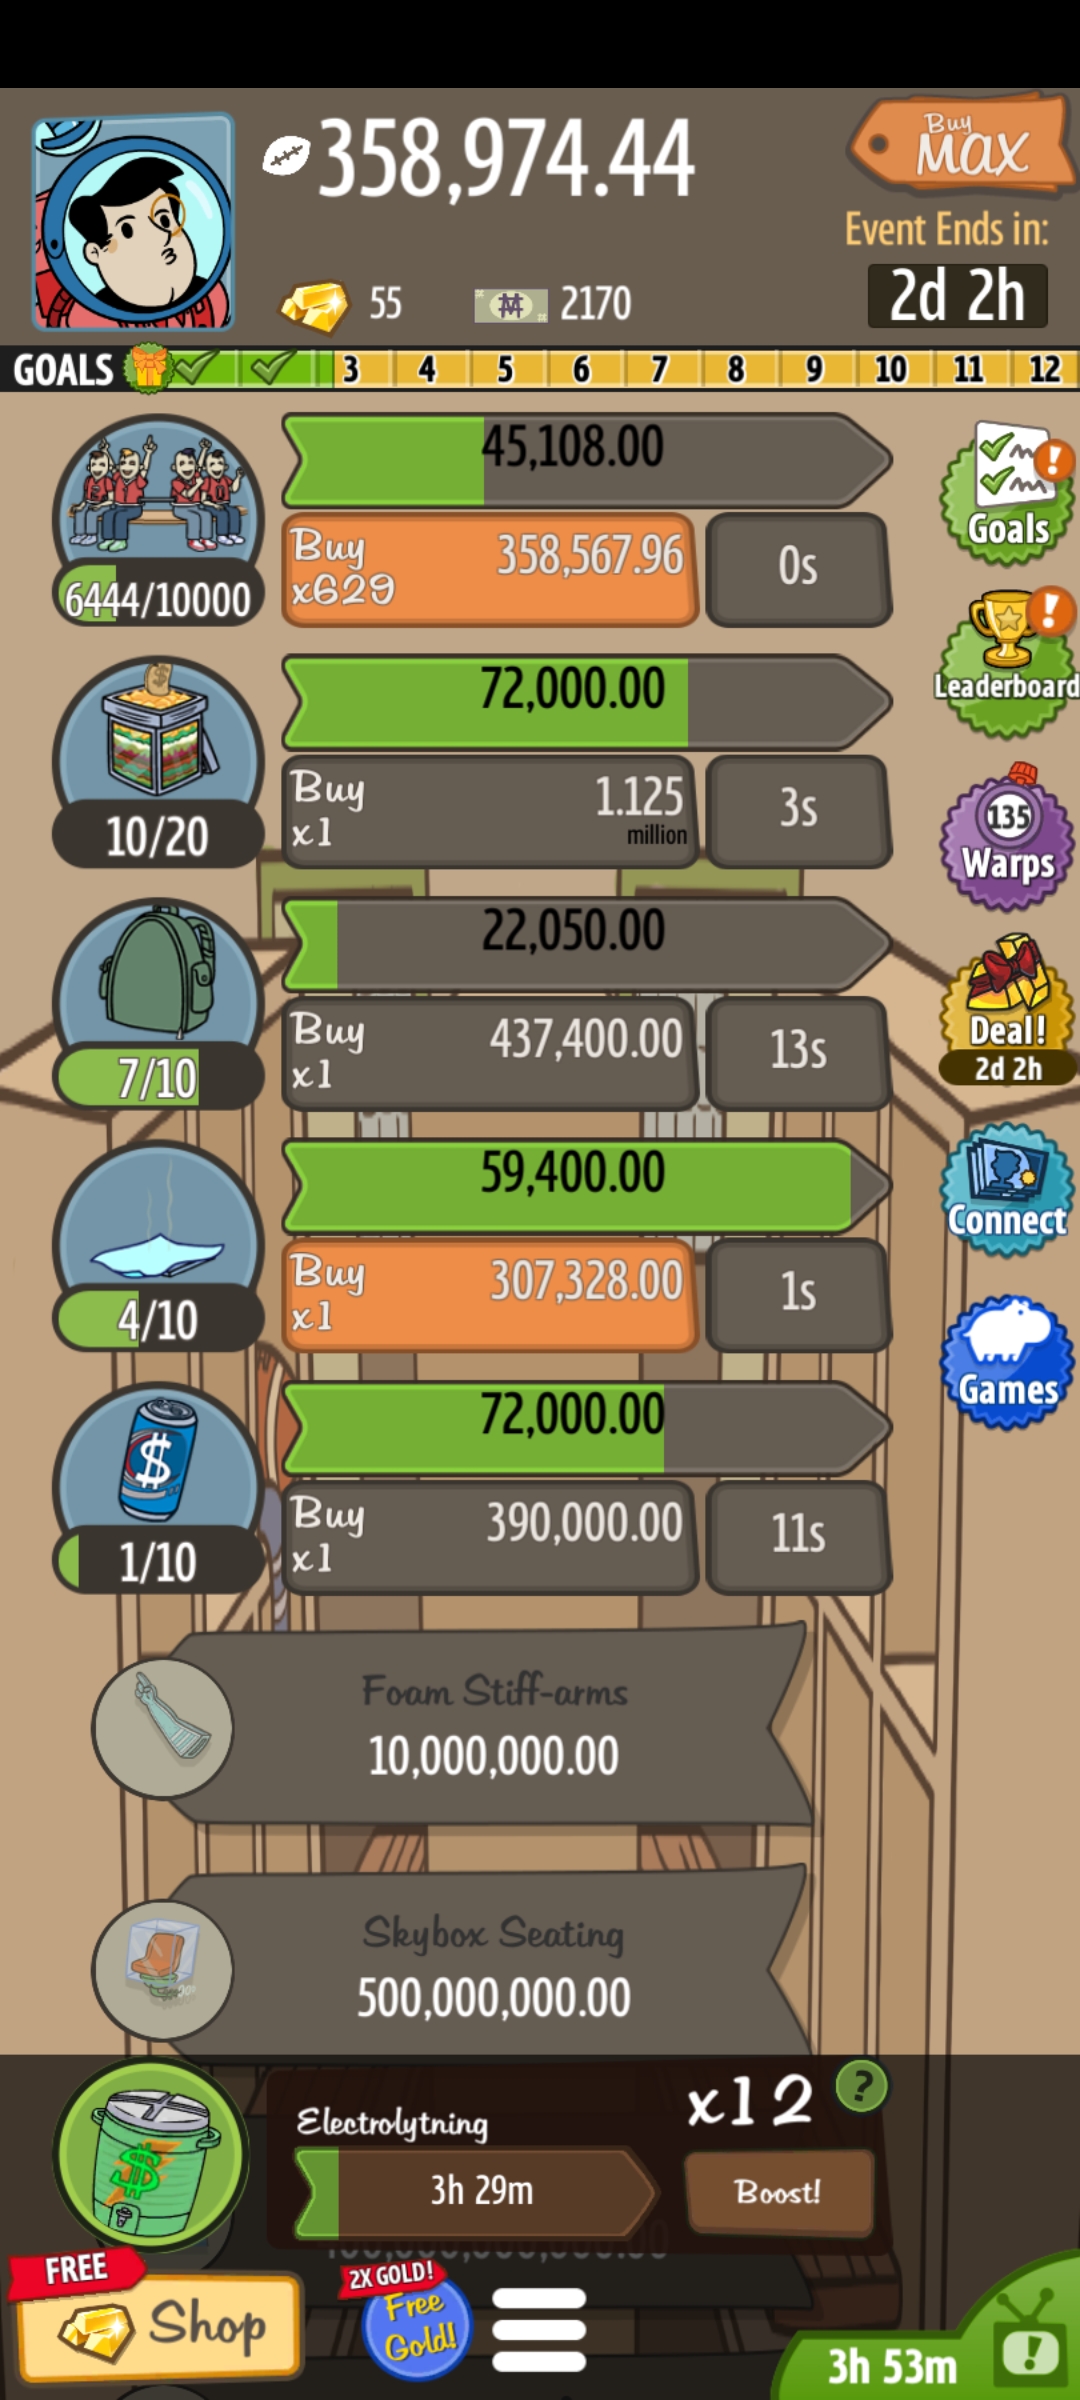 358,974.44
Buy
MAX
Event Ends in:
2d 2h
55
2170
GOALS 3 4 5 6 7 8 9 10 11 12
45,108.00
Buy
x629
358,567.96
0s
6444/10000
Goals
Leaderboard
72,000.00
Buy
x1
1.125
million
3s
10/20
135
Warps
22,050.00
Buy
x1
437,400.00
13s
7/10
Deal!
2d 2h
59,400.00
Buy
x1
307,328.00
1s
4/10
Connect
72,000.00
Buy
x1
390,000.00
11s
1/10
Games
Foam Stiff-arms
10,000,000.00
Skybox Seating
500,000,000.00
Electrolytning
x12
?
3h 29m
Boost!
FREE
Shop
2X GOLD!
Free
Gold!
3h 53m